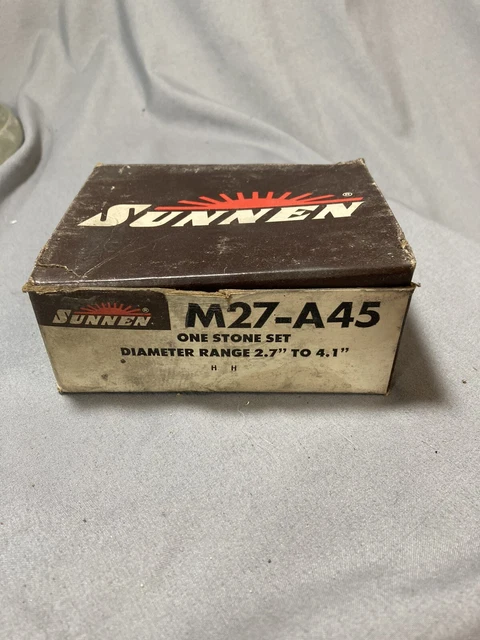 SUNNEN®
SUNNEN® M27-A45
ONE STONE SET
DIAMETER RANGE 2.7" TO 4.1"
H H